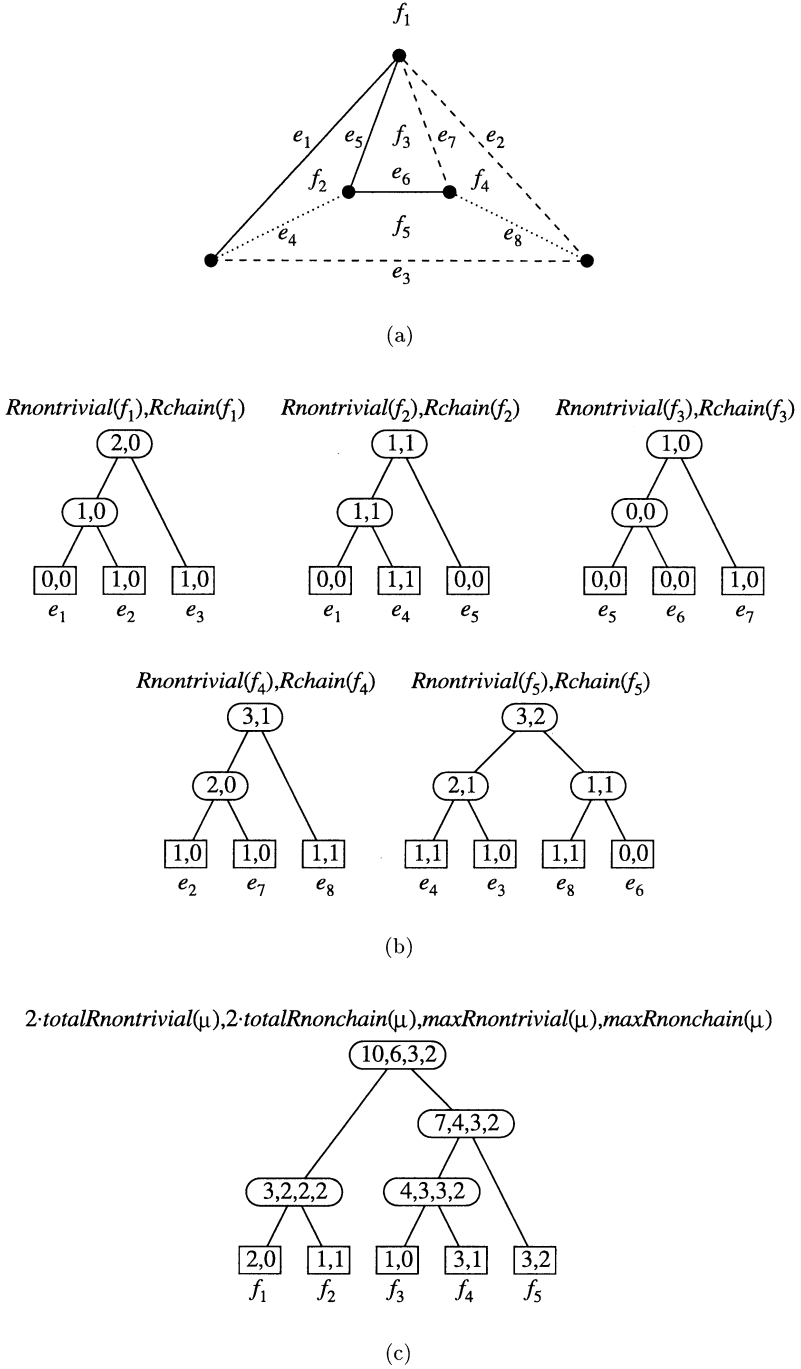 f1
e1 e5 f3 e7 e2
f2 e6 f4
e4 f5 e8
e3
(a)
Rnontrivial(f1),Rchain(f1) Rnontrivial(f2),Rchain(f2) Rnontrivial(f3),Rchain(f3)
2,0 1,1 1,0
1,0 1,1 0,0
0,0 1,0 1,0 0,0 1,1 0,0 0,0 0,0 1,0
e1 e2 e3 e1 e4 e5 e5 e6 e7
Rnontrivial(f4),Rchain(f4) Rnontrivial(f5),Rchain(f5)
3,1 3,2
2,0 2,1 1,1
1,0 1,0 1,1 1,1 1,0 1,1 0,0
e2 e7 e8 e4 e3 e8 e6
(b)
2·totalRnontrivial(μ),2·totalRnonchain(μ),maxRnontrivial(μ),maxRnonchain(μ)
10,6,3,2
7,4,3,2
3,2,2,2 4,3,3,2
2,0 1,1 1,0 3,1 3,2
f1 f2 f3 f4 f5
(c)